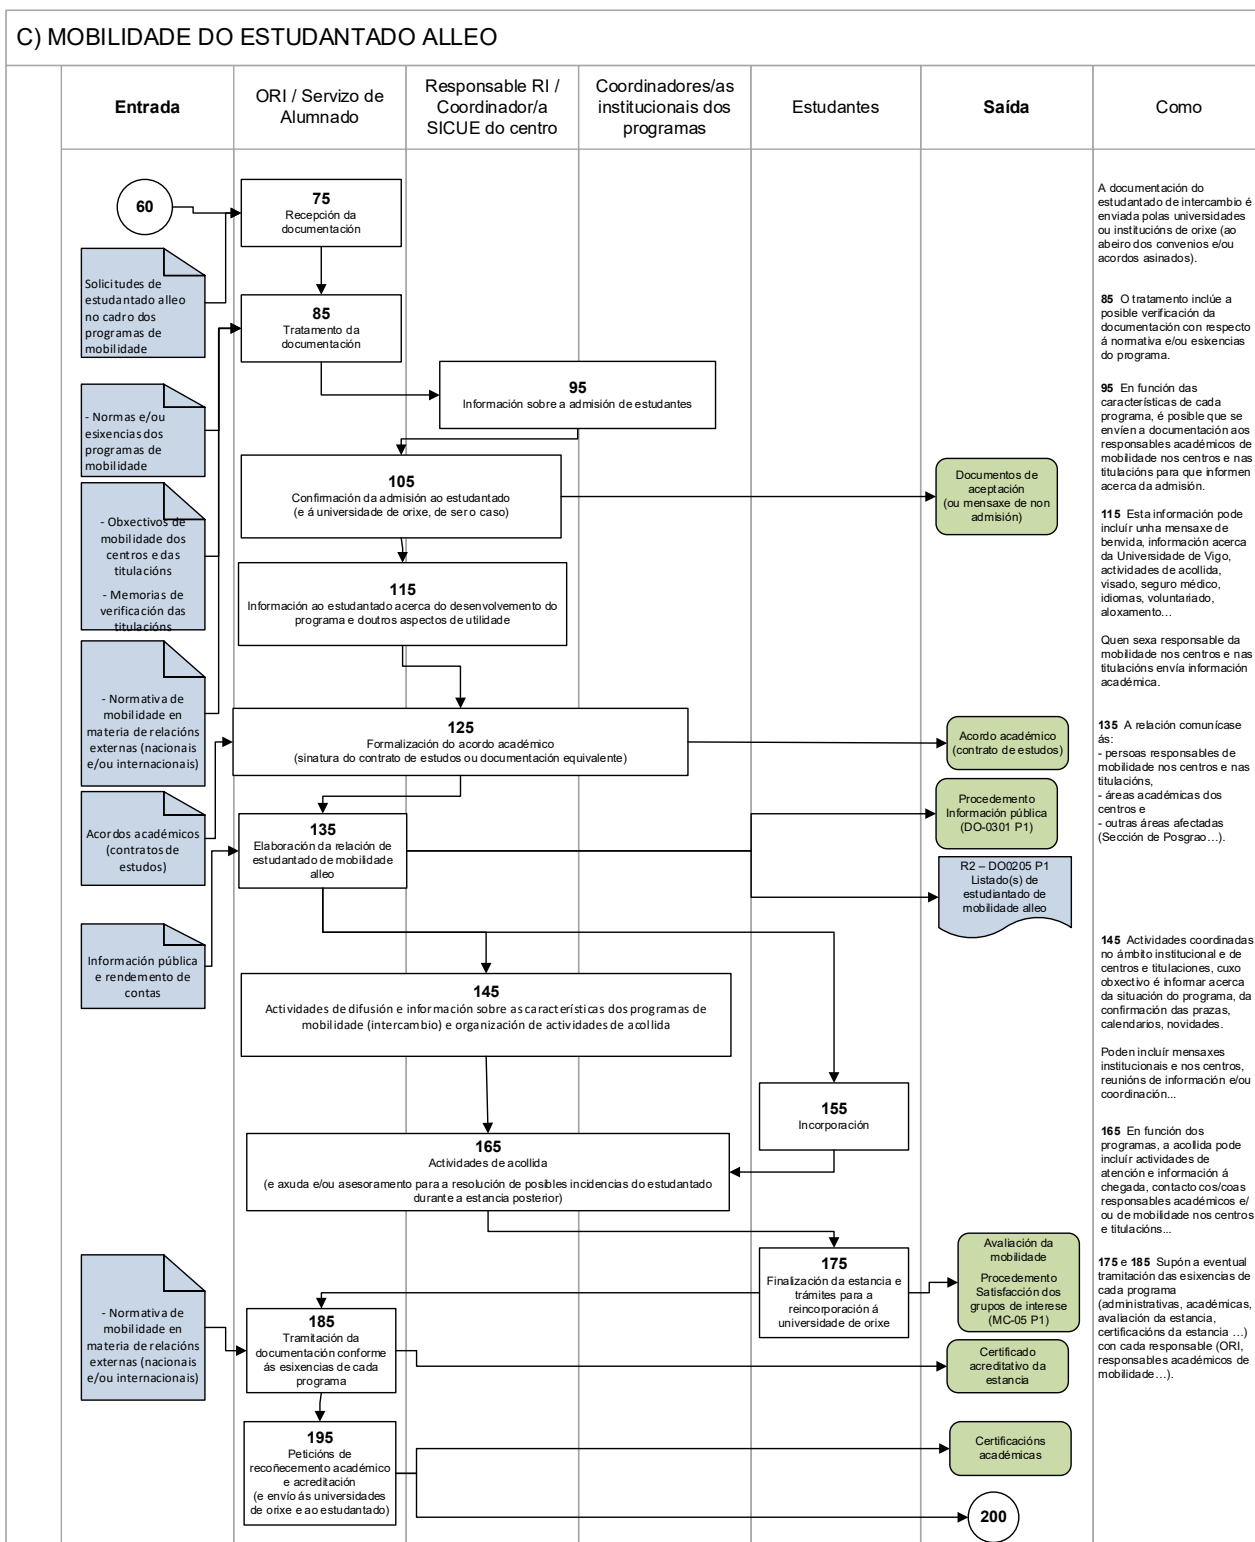 C) MOBILIDADE DO ESTUDANTADO ALLEO
Entrada
ORI / Servizo de
Alumnado
Responsable RI /
Coordinador/a
SICUE do centro
Coordinadores/as
institucionais dos
programas
Estudantes
Saída
Como
60
Solicitudes de
estudantado alleo
no cadro dos
programas de
mobilidade
- Normas e/ou
esixencias dos
programas de
mobilidade
- Obxectivos de
mobilidade dos
centros e das
titulacións
- Memorias de
verificación das
titulacións
- Normativa de
mobilidade en
materia de relacións
externas (nacionais
e/ou internacionais)
Acordos académicos
(contratos de
estudos)
Información pública
e rendemento de
contas
- Normativa de
mobilidade en
materia de relacións
externas (nacionais
e/ou internacionais)
75
Recepción da
documentación
85
Tratamento da
documentación
95
Información sobre a admisión de estudantes
105
Confirmación da admisión ao estudantado
(e á universidade de orixe, de ser o caso)
115
Información ao estudantado acerca do desenvolvemento do
programa e doutros aspectos de utilidade
125
Formalización do acordo académico
(sinatura do contrato de estudos ou documentación equivalente)
135
Elaboración da relación de
estudantado de mobilidade
alleo
145
Actividades de difusión e información sobre as características dos programas de
mobilidade (intercambio) e organización de actividades de acollida
155
Incorporación
165
Actividades de acollida
(e axuda e/ou asesoramento para a resolución de posibles incidencias do estudantado
durante a estancia posterior)
175
Finalización da estancia e
trámites para a
reincorporación á
universidade de orixe
185
Tramitación da
documentación conforme
ás esixencias de cada
programa
195
Peticións de
recoñecemento académico
e acreditación
(e envío ás universidades
de orixe e ao estudantado)
Documentos de
aceptación
(ou mensaxe de non
admisión)
Acordo académico
(contrato de estudos)
Procedemento
Información pública
(DO-0301 P1)
R2 – DO0205 P1
Listado(s) de
estudiantado de
mobilidade alleo
Avaliación da
mobilidade
Procedemento
Satisfacción dos
grupos de interese
(MC-05 P1)
Certificado
acreditativo da
estancia
Certificacións
académicas
200
A documentación do
estudantado de intercambio é
enviada polas universidades
ou institucións de orixe (ao
abeiro dos convenios e/ou
acordos asinados).
85 O tratamento inclúe a
posible verificación da
documentación con respecto
á normativa e/ou esixencias
do programa.
95 En función das
características de cada
programa, é posible que se
envíen a documentación aos
responsables académicos de
mobilidade nos centros e nas
titulacións para que informen
acerca da admisión.
115 Esta información pode
incluír unha mensaxe de
benvida, información acerca
da Universidade de Vigo,
actividades de acollida,
visado, seguro médico,
idiomas, voluntariado,
aloxamento...
Quen sexa responsable da
mobilidade nos centros e nas
titulacións envía información
académica.
135 A relación comunícase
ás:
- persoas responsables de
mobilidade nos centros e nas
titulacións,
- áreas académicas dos
centros e
- outras áreas afectadas
(Sección de Posgrao...).
145 Actividades coordinadas
no ámbito institucional e de
centros e titulaciones, cuxo
obxectivo é informar acerca
da situación do programa, da
confirmación das prazas,
calendarios, novidades.
Poden incluír mensaxes
institucionais e nos centros,
reunións de información e/ou
coordinación...
165 En función dos
programas, a acollida pode
incluír actividades de
atención e información á
chegada, contacto cos/coas
responsables académicos e/
ou de mobilidade nos centros
e titulacións...
175 e 185 Supón a eventual
tramitación das esixencias de
cada programa
(administrativas, académicas,
avaliación da estancia,
certificacións da estancia ...)
con cada responsable (ORI,
responsables académicos de
mobilidade...).